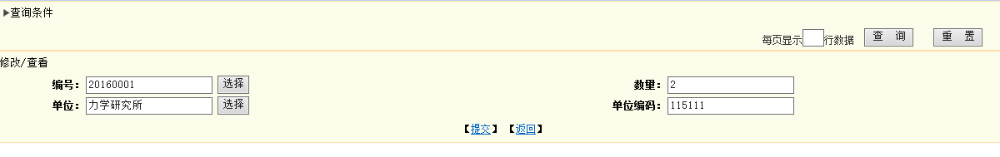 ▶查询条件
每页显示 行数据 查 询 重 置
修改/查看
编号: 20160001 选择 数量: 2
单位: 力学研究所 选择 单位编码: 115111
【提交】 【返回】